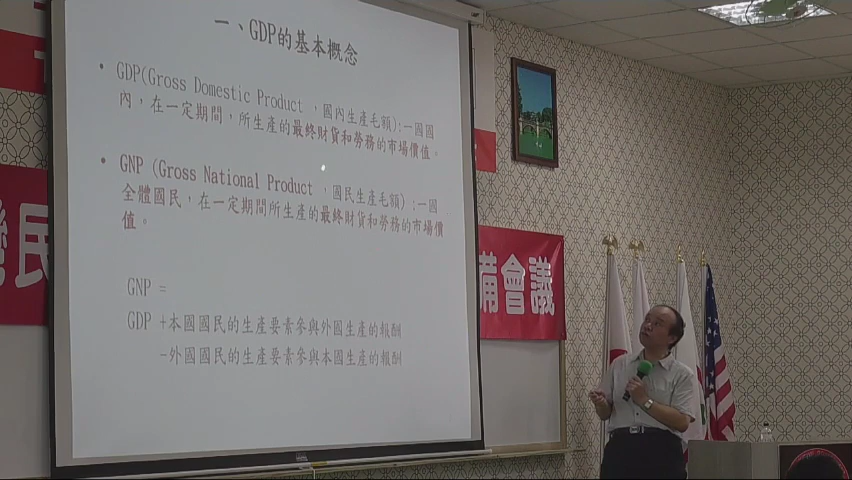 一、GDP的基本概念
• GDP(Gross Domestic Product ，國內生產毛額)：一國國
內，在一定期間，所生產的最終財貨和勞務的市場價值。
• GNP (Gross National Product ，國民生產毛額)：一國
全體國民，在一定期間所生產的最終財貨和勞務的市場價
值。
GNP =
GDP +本國國民的生產要素參與外國生產的報酬
-外國國民的生產要素參與本國生產的報酬
灣民
備會議